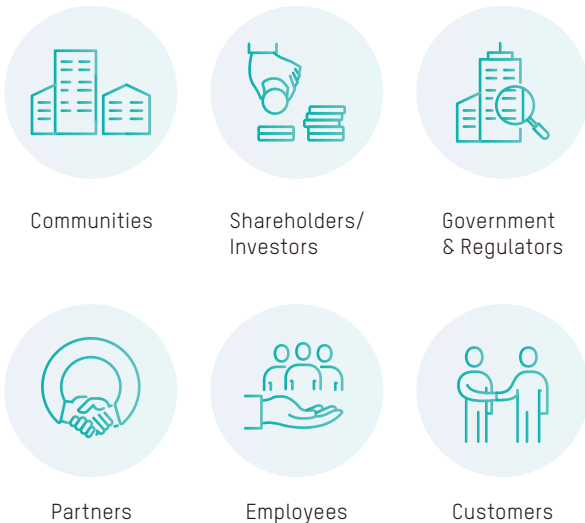 Communities
Shareholders/
Investors
Government
& Regulators
Partners
Employees
Customers